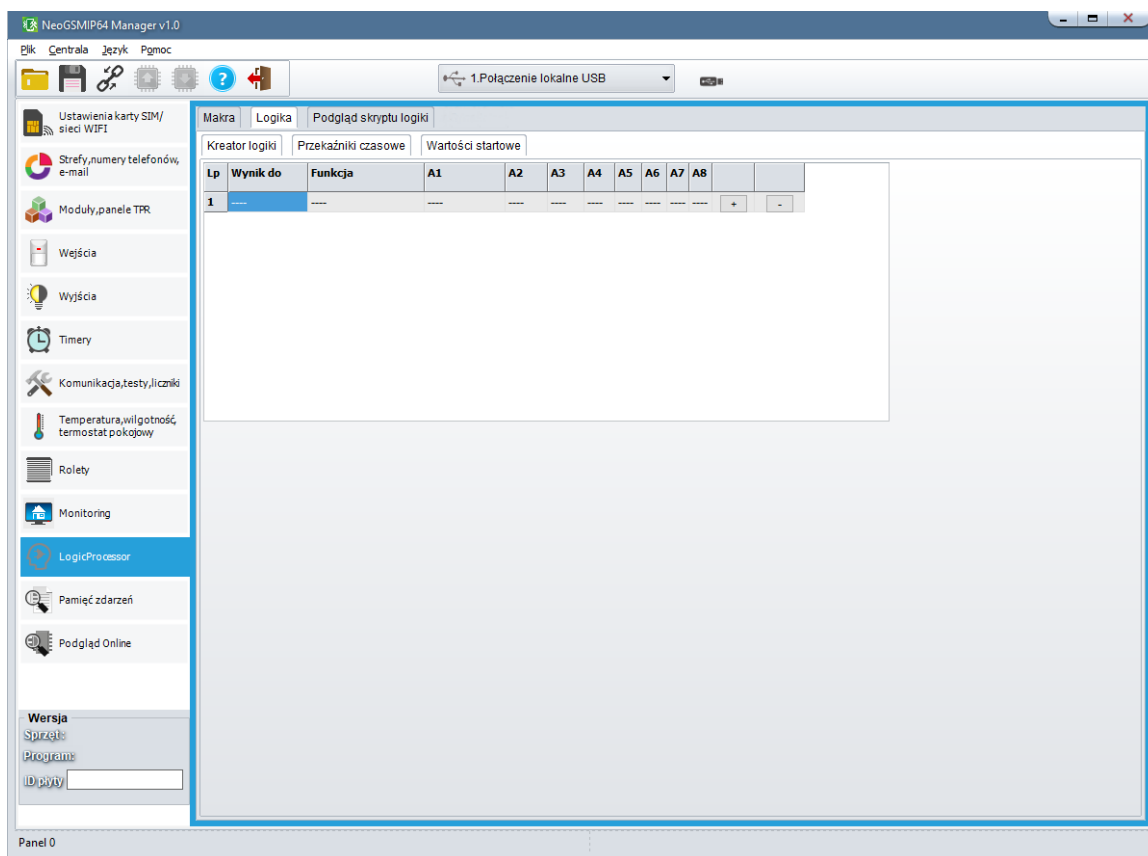 NeoGSMIP64 Manager v1.0
Plik Centrala Język Pomoc
1.Połączenie lokalne USB
Ustawienia karty SIM/
sieci WIFI
Strefy,numery telefonów,
e-mail
Moduły,panele TPR
Wejścia
Wyjścia
Timery
Komunikacja,testy,liczniki
Temperatura,wilgotność,
termostat pokojowy
Rolety
Monitoring
LogicProcessor
Pamięć zdarzeń
Podgląd Online
Wersja
Sprzęt:
Program:
ID płyty
Makra Logika Podgląd skryptu logiki
Kreator logiki Przekaźniki czasowe Wartości startowe
Lp Wynik do Funkcja A1 A2 A3 A4 A5 A6 A7 A8
1 ---- ---- ---- ---- ---- ---- ---- ---- ---- ---- + -
Panel 0